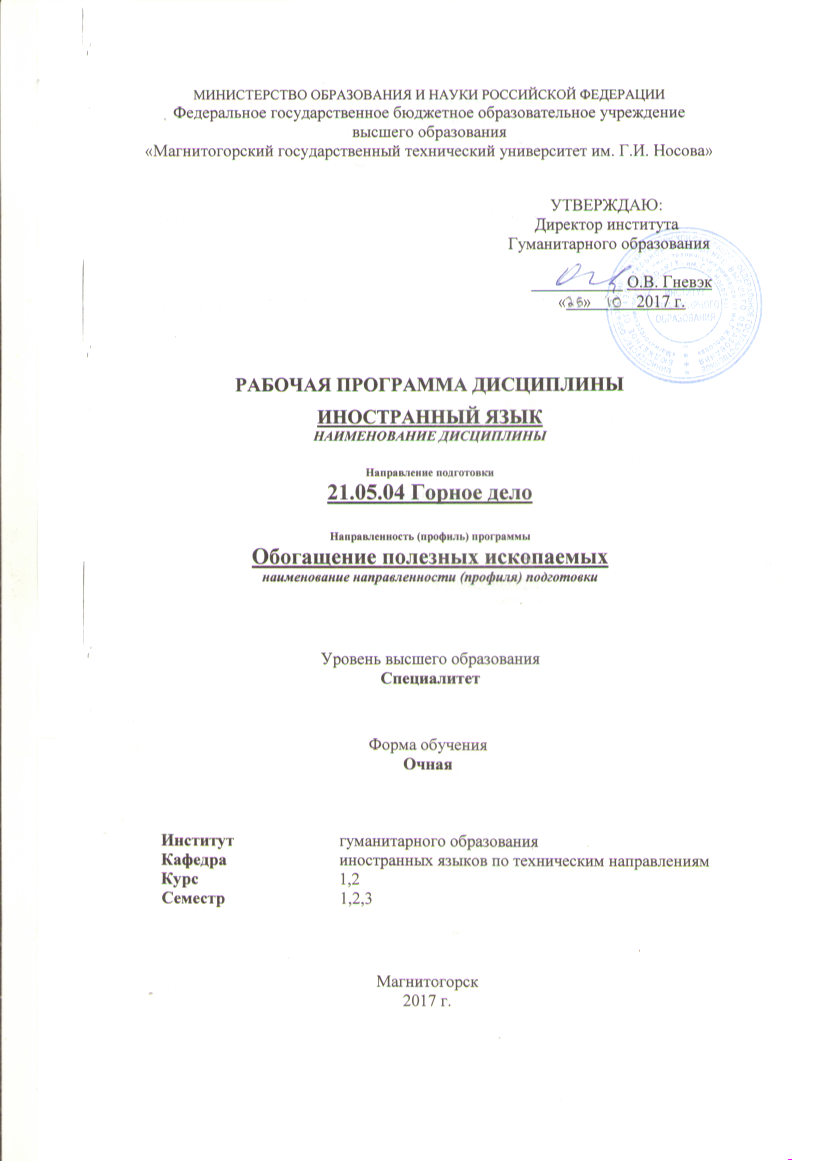 МИНИСТЕРСТВО ОБРАЗОВАНИЯ И НАУКИ РОССИЙСКОЙ ФЕДЕРАЦИИ
Федеральное государственное бюджетное образовательное учреждение
высшего образования
«Магнитогорский государственный технический университет им. Г.И. Носова»
УТВЕРЖДАЮ:
Директор института
Гуманитарного образования
О.В. Гневэк
« » 10 2017 г.
РАБОЧАЯ ПРОГРАММА ДИСЦИПЛИНЫ
ИНОСТРАННЫЙ ЯЗЫК
НАИМЕНОВАНИЕ ДИСЦИПЛИНЫ
Направление подготовки
21.05.04 Горное дело
Направленность (профиль) программы
Обогащение полезных ископаемых
наименование направленности (профиля) подготовки
Уровень высшего образования
Специалитет
Форма обучения
Очная
Институт гуманитарного образования
Кафедра иностранных языков по техническим направлениям
Курс 1,2
Семестр 1,2,3
Магнитогорск
2017 г.